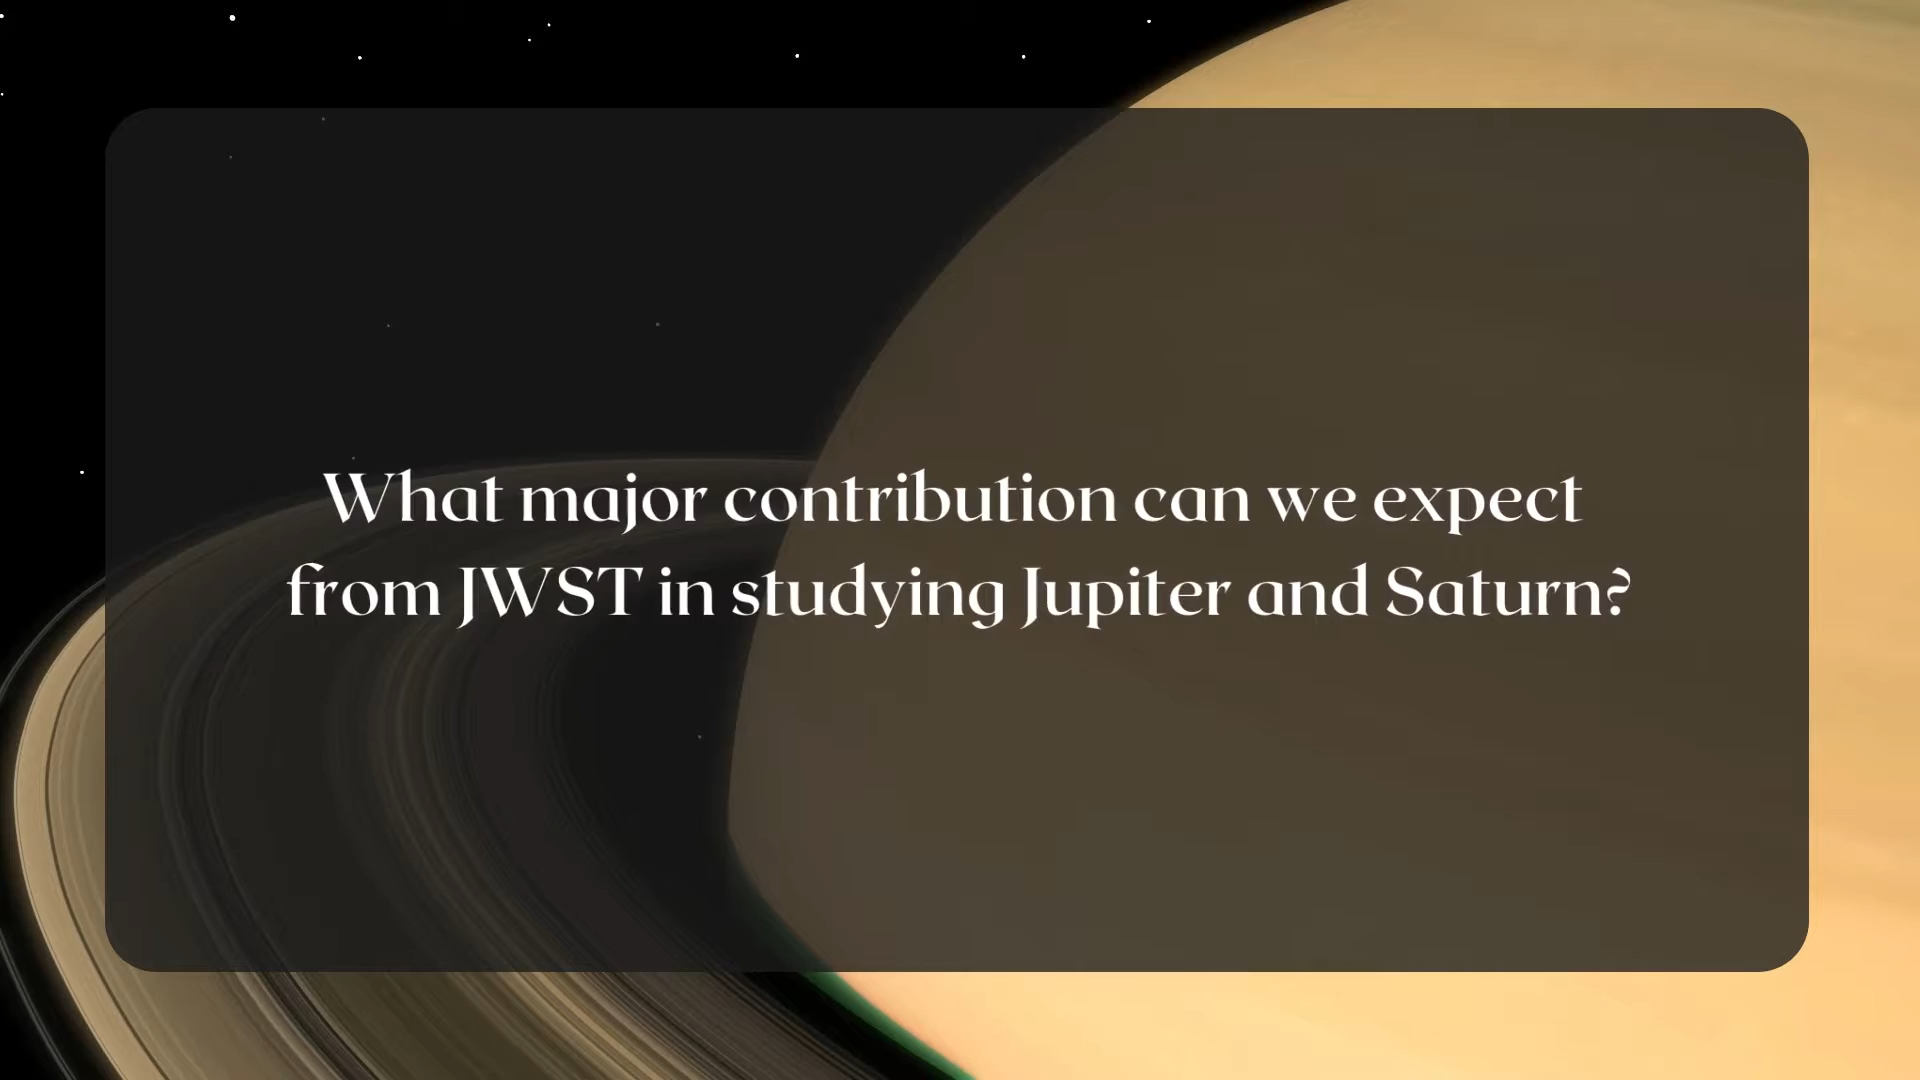 What major contribution can we expect
from JWST in studying Jupiter and Saturn?